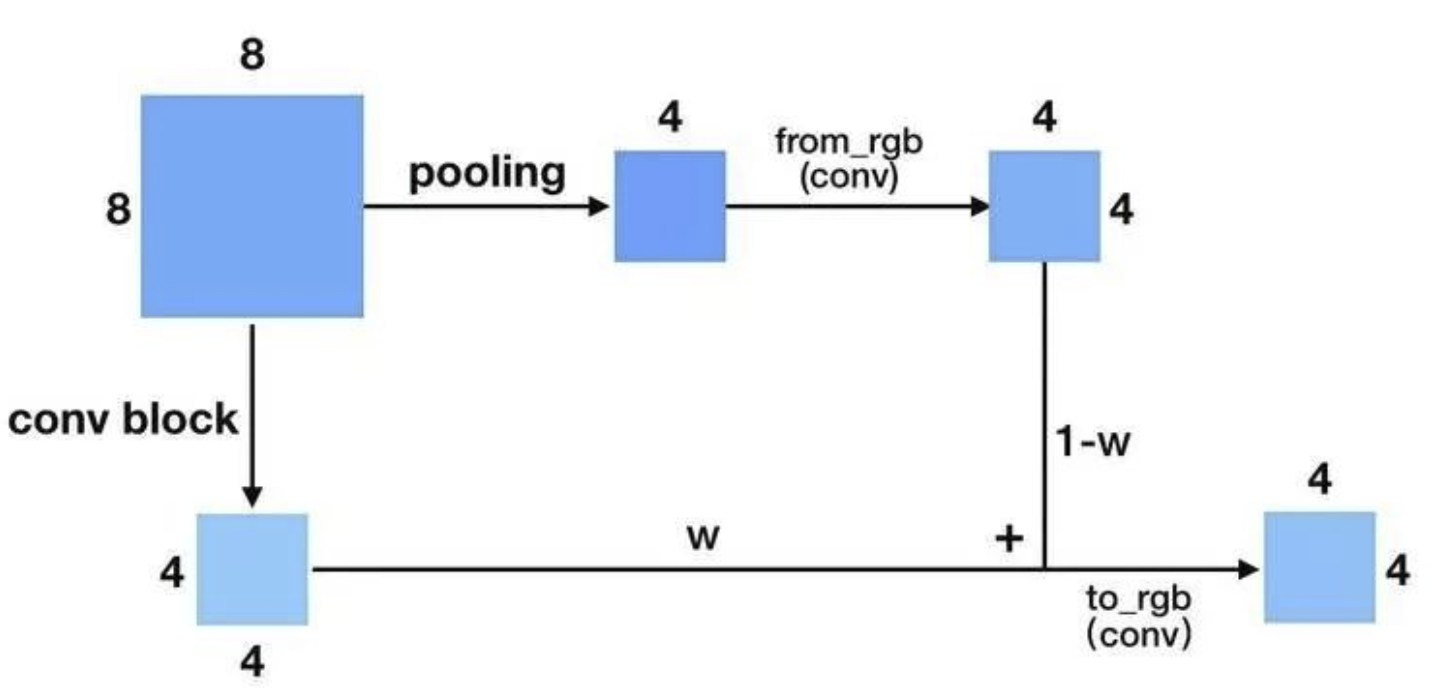 8
8
pooling
4
from_rgb
(conv)
4
4
conv block
1-w
4
4
w
+
to_rgb
(conv)
4
4
4